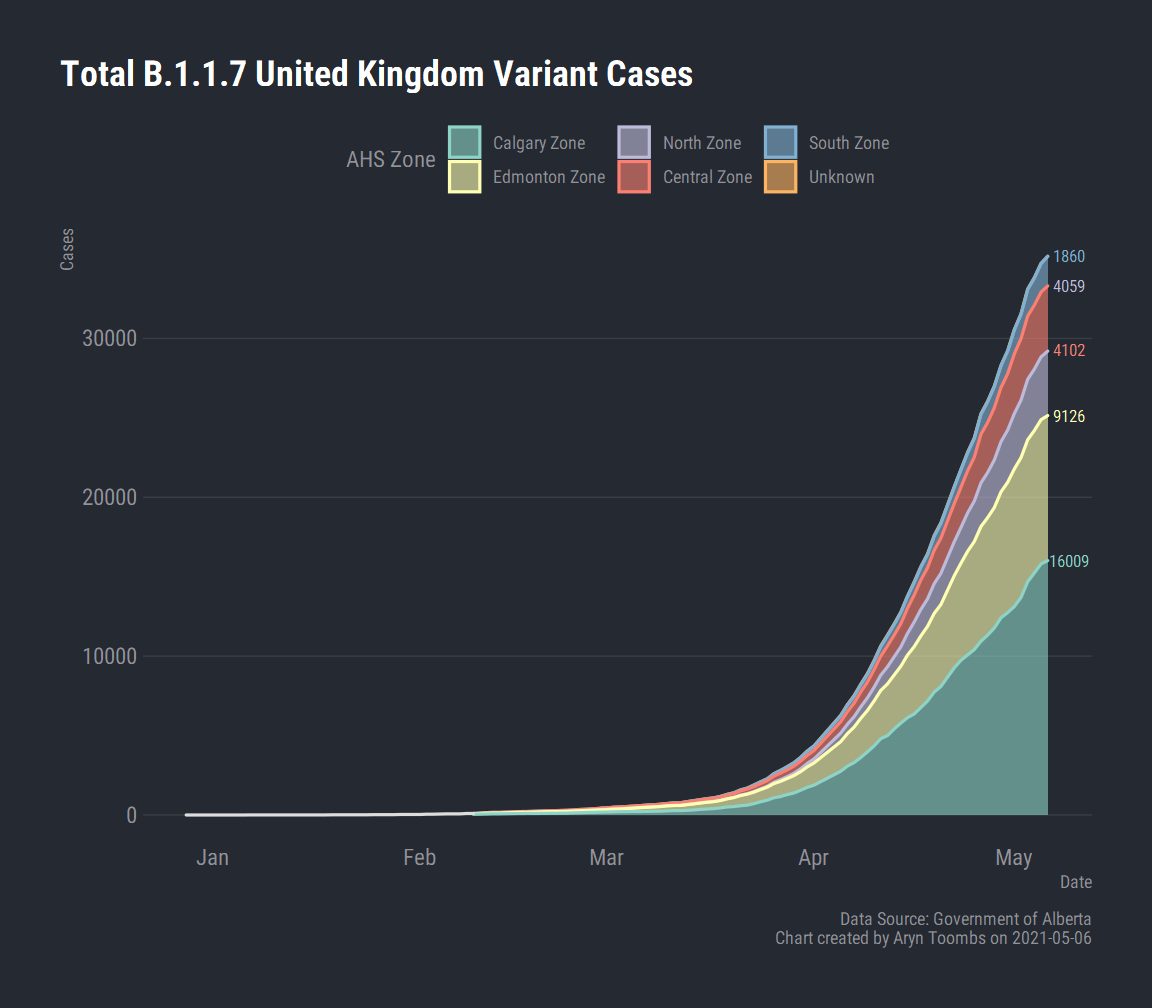 Total B.1.1.7 United Kingdom Variant Cases
AHS Zone
Calgary Zone
North Zone
South Zone
Edmonton Zone
Central Zone
Unknown
Cases
1860
4059
30000
4102
9126
20000
16009
10000
0
Jan
Feb
Mar
Apr
May
Date
Data Source: Government of Alberta
Chart created by Aryn Toombs on 2021-05-06